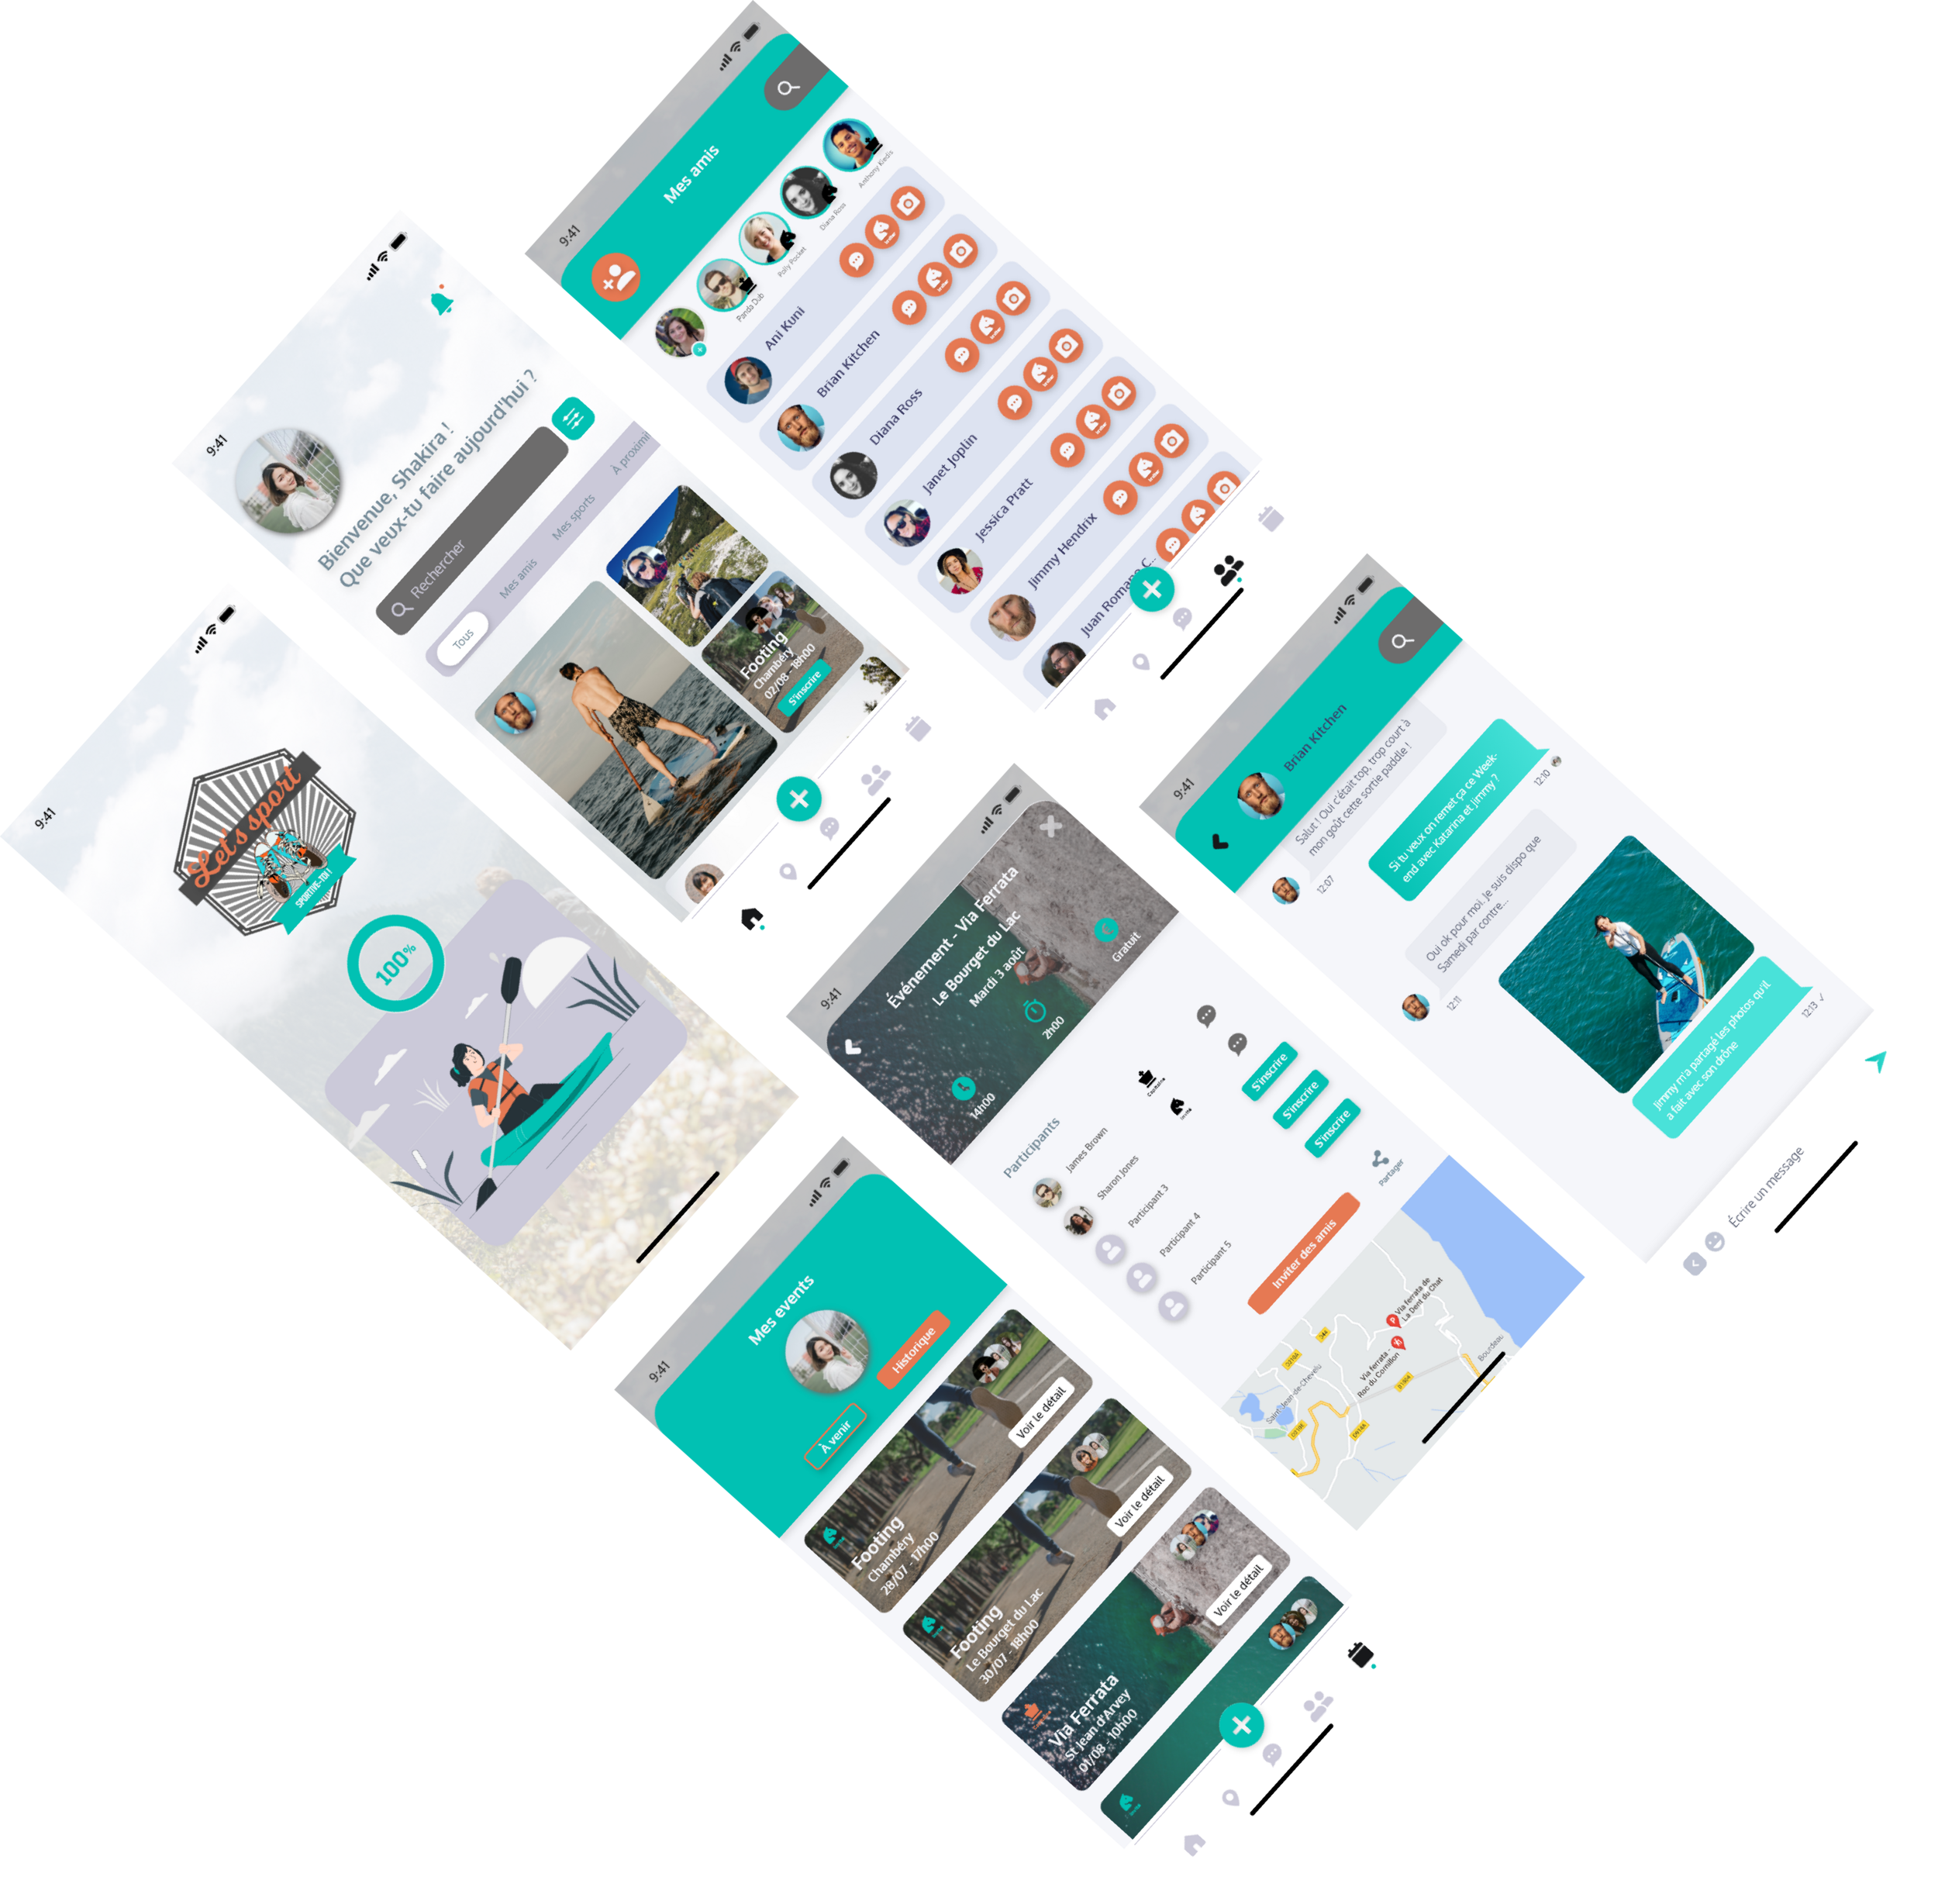 9:41
Let's sport
SPORTIVE-TOI !
100%
9:41
Bienvenue, Shakira !
Que veux-tu faire aujourd'hui ?
Rechercher
Tous
Mes amis
Mes sports
À proximi
Footing
Chambéry
02/08 - 18h00
S'inscrire
9:41
Mes amis
Panda Dub
Polly Pocket
Diana Ross
Anthony Kiedis
Ani Kuni
Brian Kitchen
Diana Ross
Janet Joplin
Jessica Pratt
Jimmy Hendrix
Juan Romano C...
9:41
Mes events
À venir
Historique
Footing
Chambéry
28/07 - 17h00
Voir le détail
Footing
Le Bourget du Lac
30/07 - 18h00
Voir le détail
Via Ferrata
St Jean d'Arvey
01/08 - 10h00
Voir le détail
9:41
Événement - Via Ferrata
Le Bourget du Lac
Mardi 3 août
14h00
2h00
Gratuit
Participants
James Brown
Capitaine
Sharon Jones
Invité
Participant 3
S'inscrire
Participant 4
S'inscrire
Participant 5
S'inscrire
Inviter des amis
Partager
Via ferrata de
La Dent du Chat
Via ferrata -
Roc du Cornillon
Saint-Jean-de-Chevelu
Bourdeau
9:41
Brian Kitchen
Salut ! Oui c'était top, trop court à
mon goût cette sortie paddle !
12:07
Si tu veux on remet ça ce Week-
end avec Katarina et Jimmy ?
12:10
Oui ok pour moi. Je suis dispo que
Samedi par contre...
12:11
Jimmy m'a partagé les photos qu'il
a fait avec son drône
12:13
Écrire un message